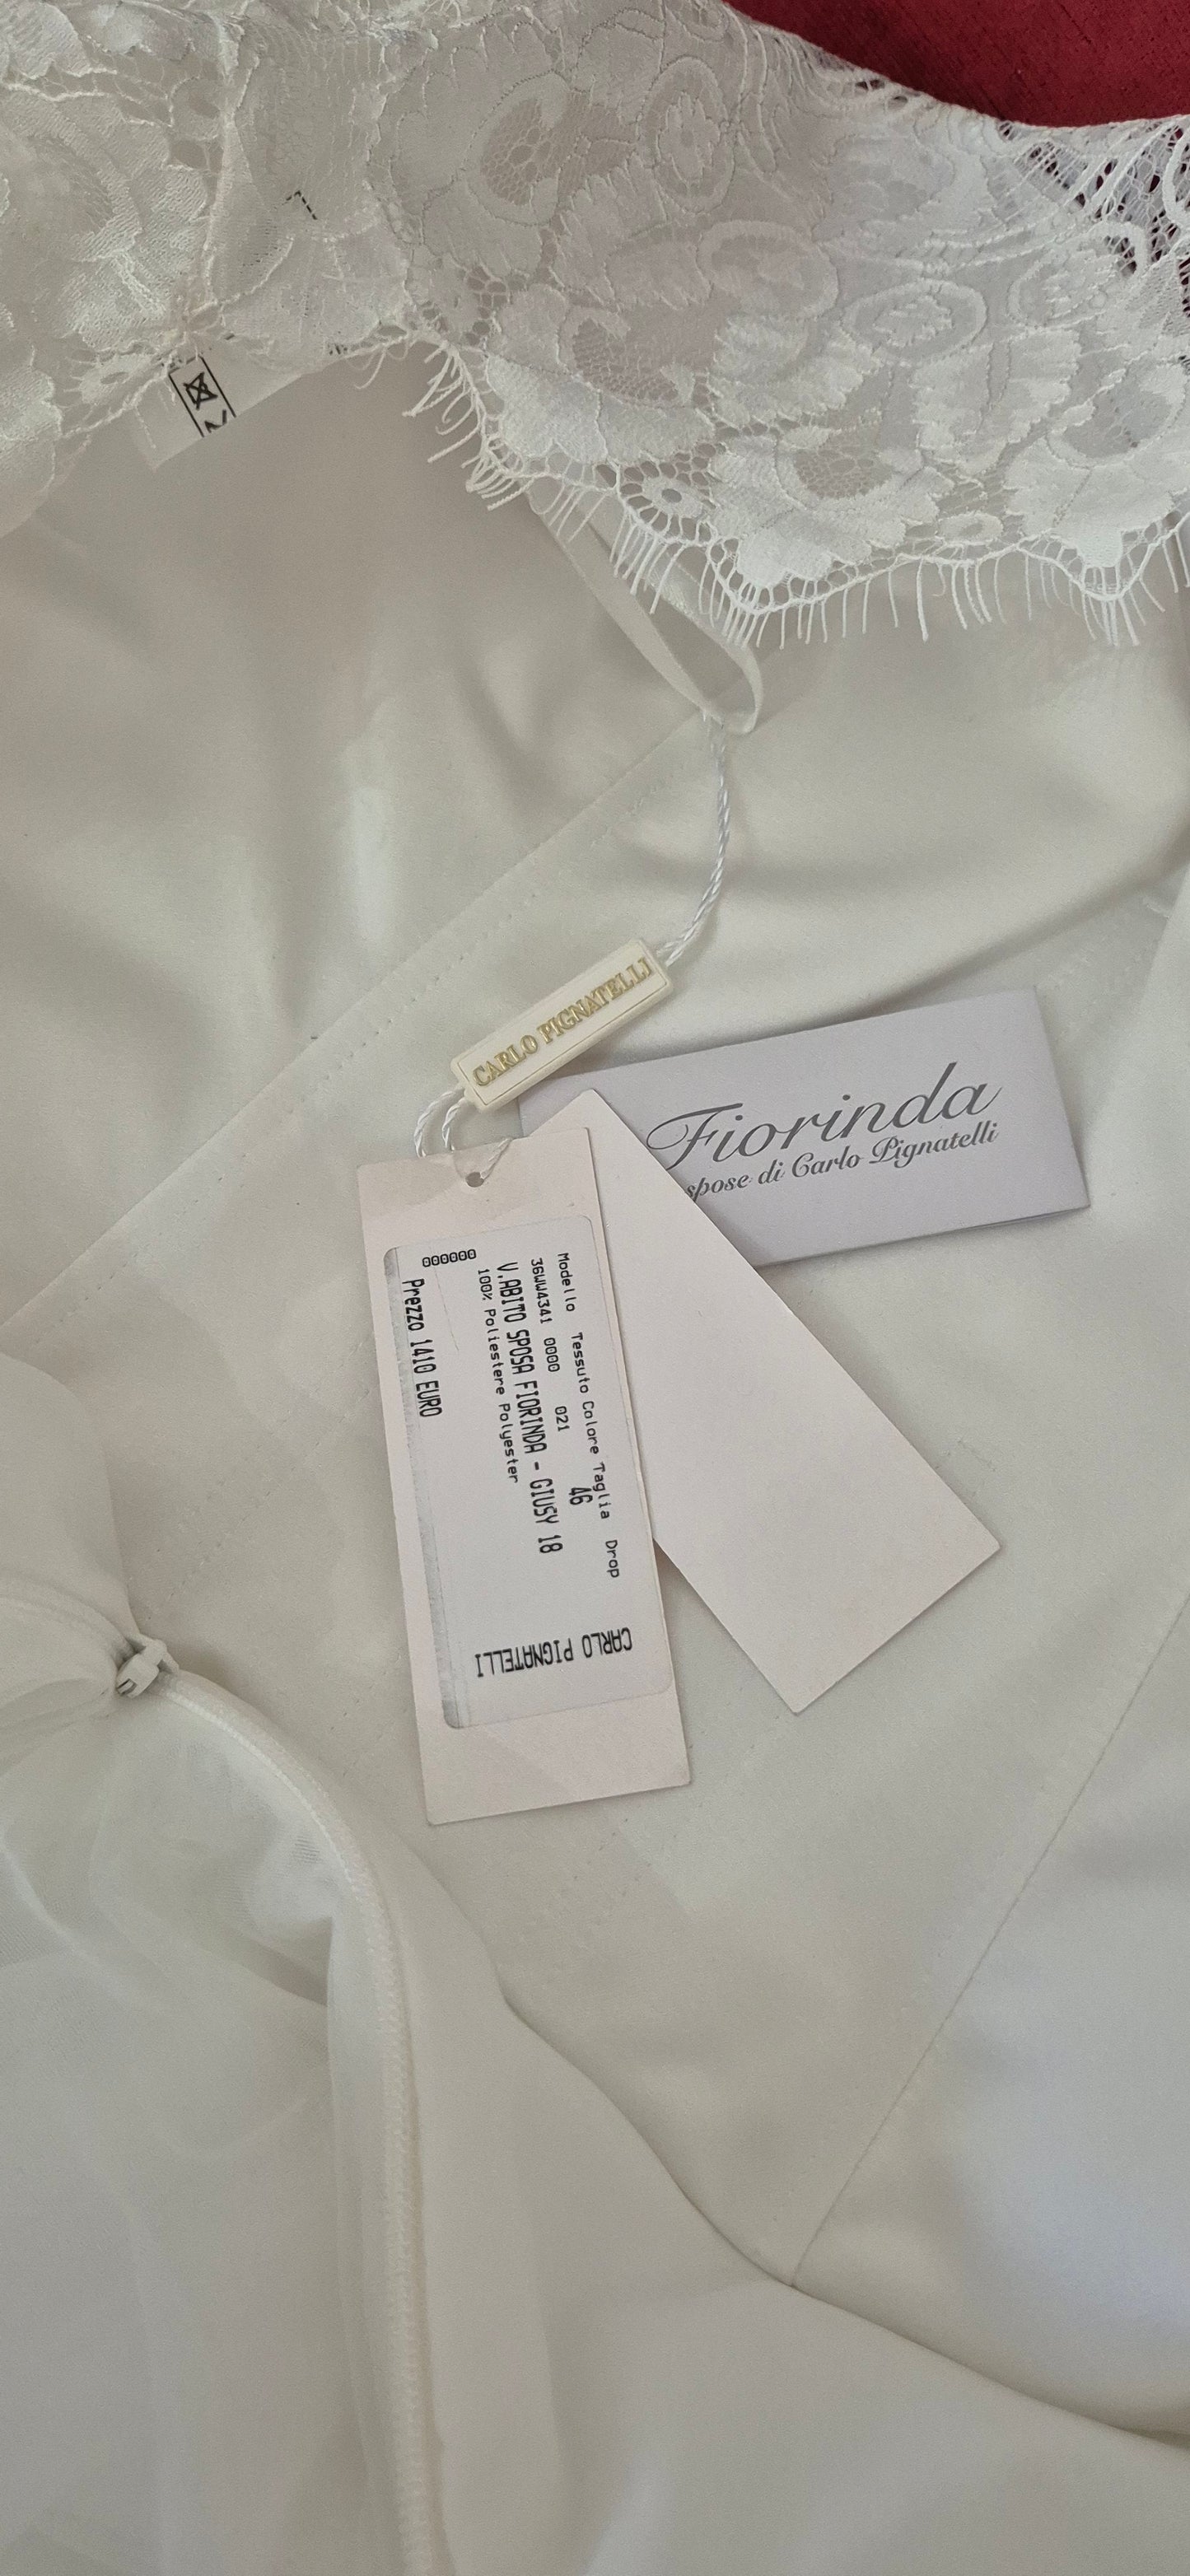 CARLO PIGNATELLI
Fiorinda
spose di Carlo Pignatelli
Modello Tessuto Colore Taglia Drop
36WW4341 0000 021 46
V.ABITO SPOSA FIORINDA - GIUSY 18
100% Poliestere Polyester
000000
Prezzo 1410 EURO
CARLO PIGNATELLI